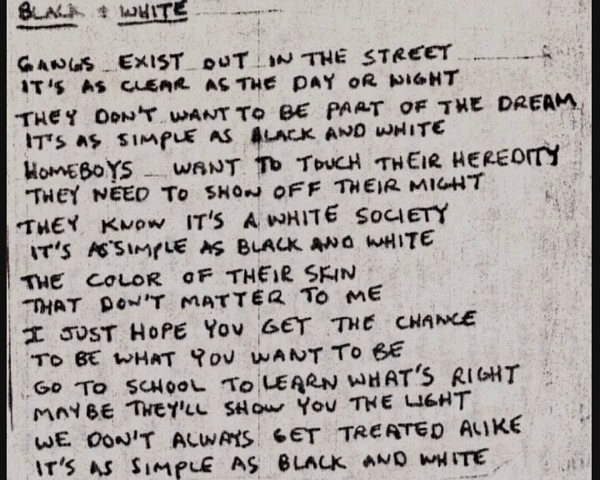 BLACK & WHITE
GANGS EXIST OUT IN THE STREET
IT'S AS CLEAR AS THE DAY OR NIGHT
THEY DON'T WANT TO BE PART OF THE DREAM
IT'S AS SIMPLE AS BLACK AND WHITE
HOMEBOYS WANT TO TOUCH THEIR HEREDITY
THEY NEED TO SHOW OFF THEIR MIGHT
THEY KNOW IT'S A WHITE SOCIETY
IT'S AS SIMPLE AS BLACK AND WHITE
THE COLOR OF THEIR SKIN
THAT DON'T MATTER TO ME
I JUST HOPE YOU GET THE CHANCE
TO BE WHAT YOU WANT TO BE
GO TO SCHOOL TO LEARN WHAT'S RIGHT
MAYBE THEY'LL SHOW YOU THE LIGHT
WE DON'T ALWAYS GET TREATED ALIKE
IT'S AS SIMPLE AS BLACK AND WHITE